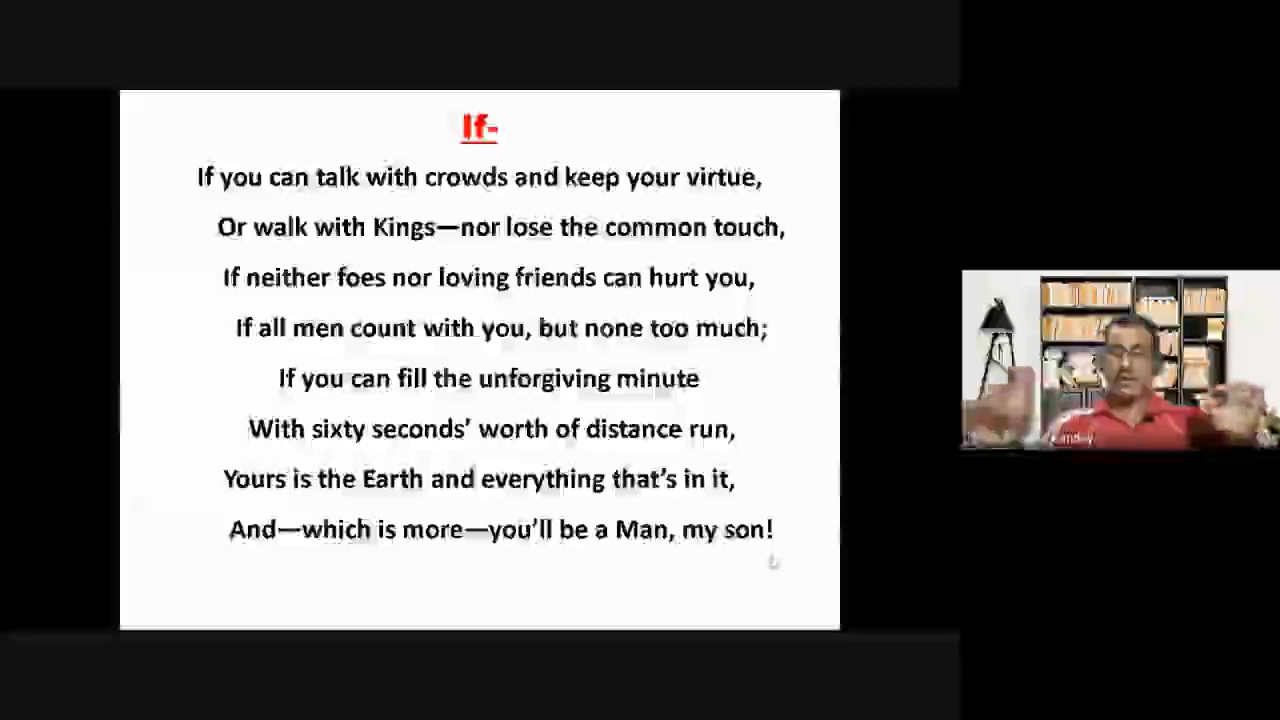 If-
If you can talk with crowds and keep your virtue,
Or walk with Kings—nor lose the common touch,
If neither foes nor loving friends can hurt you,
If all men count with you, but none too much;
If you can fill the unforgiving minute
With sixty seconds’ worth of distance run,
Yours is the Earth and everything that’s in it,
And—which is more—you’ll be a Man, my son!